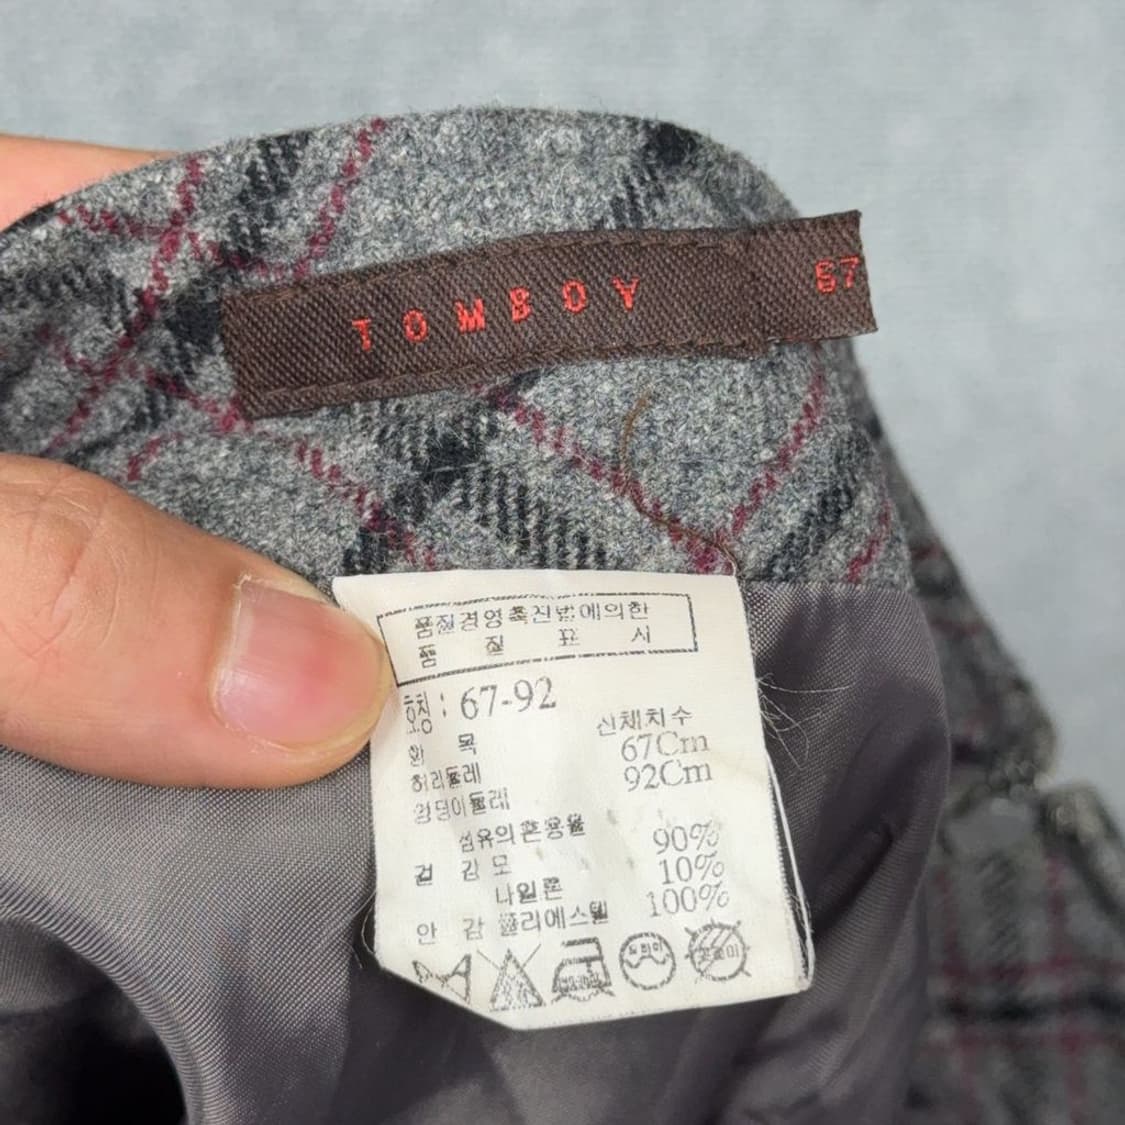 TOMBOY 67
품질경영촉진법에의한
품 질 표 시
호칭: 67-92
신체치수
항 목 67Cm
허리둘레 92Cm
엉덩이둘레
섬유의혼용율
겉 감 모 90%
나일론 10%
안 감 폴리에스텔 100%